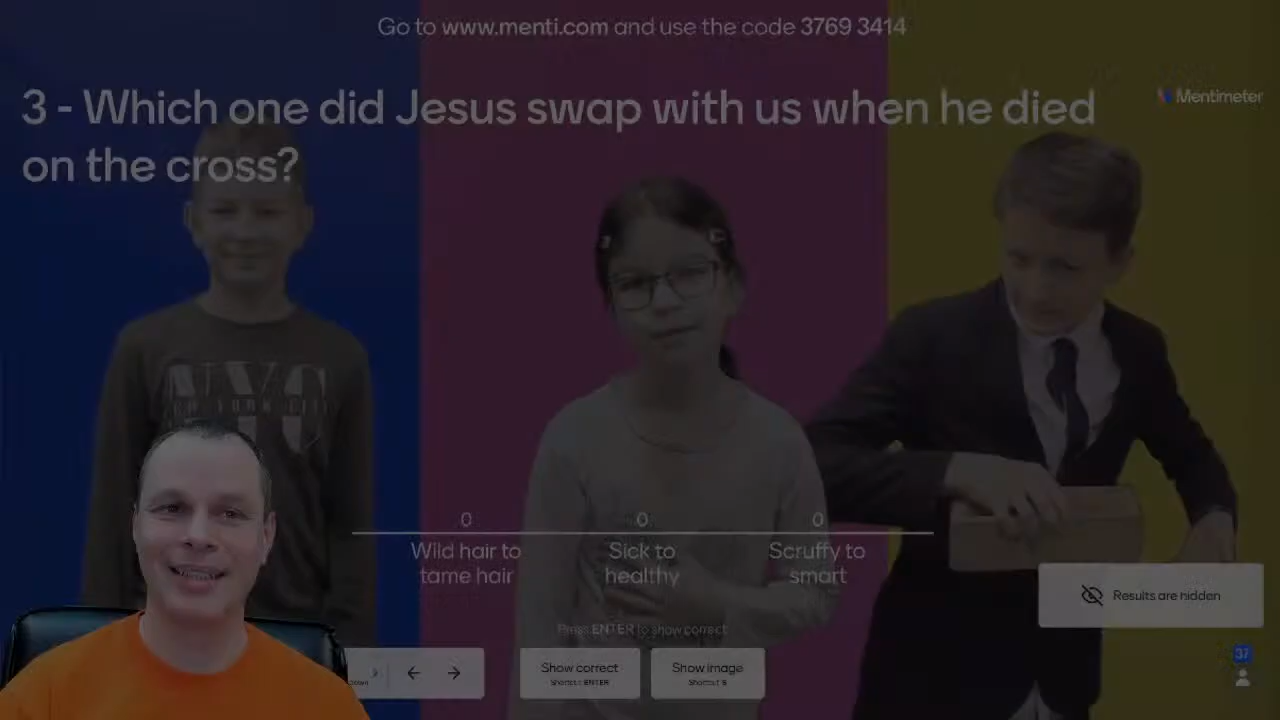 Go to www.menti.com and use the code 3769 3414
3 - Which one did Jesus swap with us when he died
on the cross?
Mentimeter
NYC
0
0
0
Wild hair to
tame hair
Sick to
healthy
Scruffy to
smart
Results are hidden
Press ENTER to show correct
Show correct
Shortcut: ENTER
Show image
37